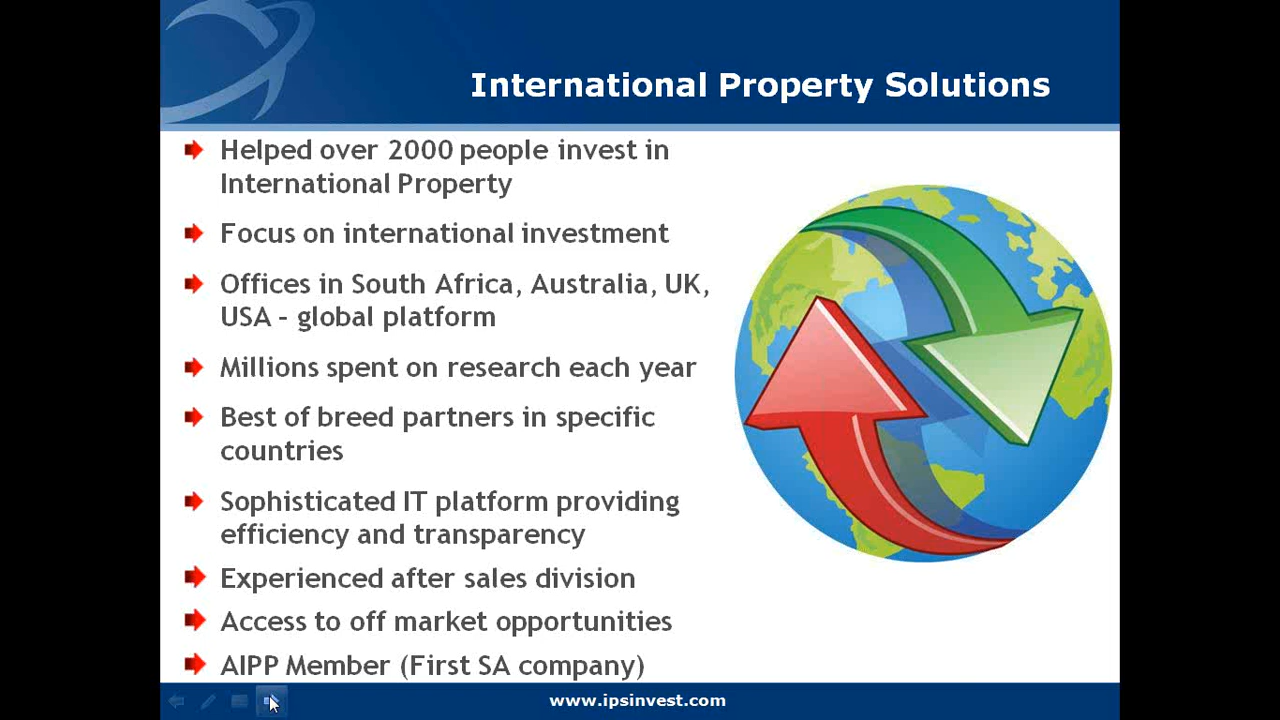 International Property Solutions
Helped over 2000 people invest in
International Property
Focus on international investment
Offices in South Africa, Australia, UK,
USA – global platform
Millions spent on research each year
Best of breed partners in specific
countries
Sophisticated IT platform providing
efficiency and transparency
Experienced after sales division
Access to off market opportunities
AIPP Member (First SA company)
www.ipsinvest.com